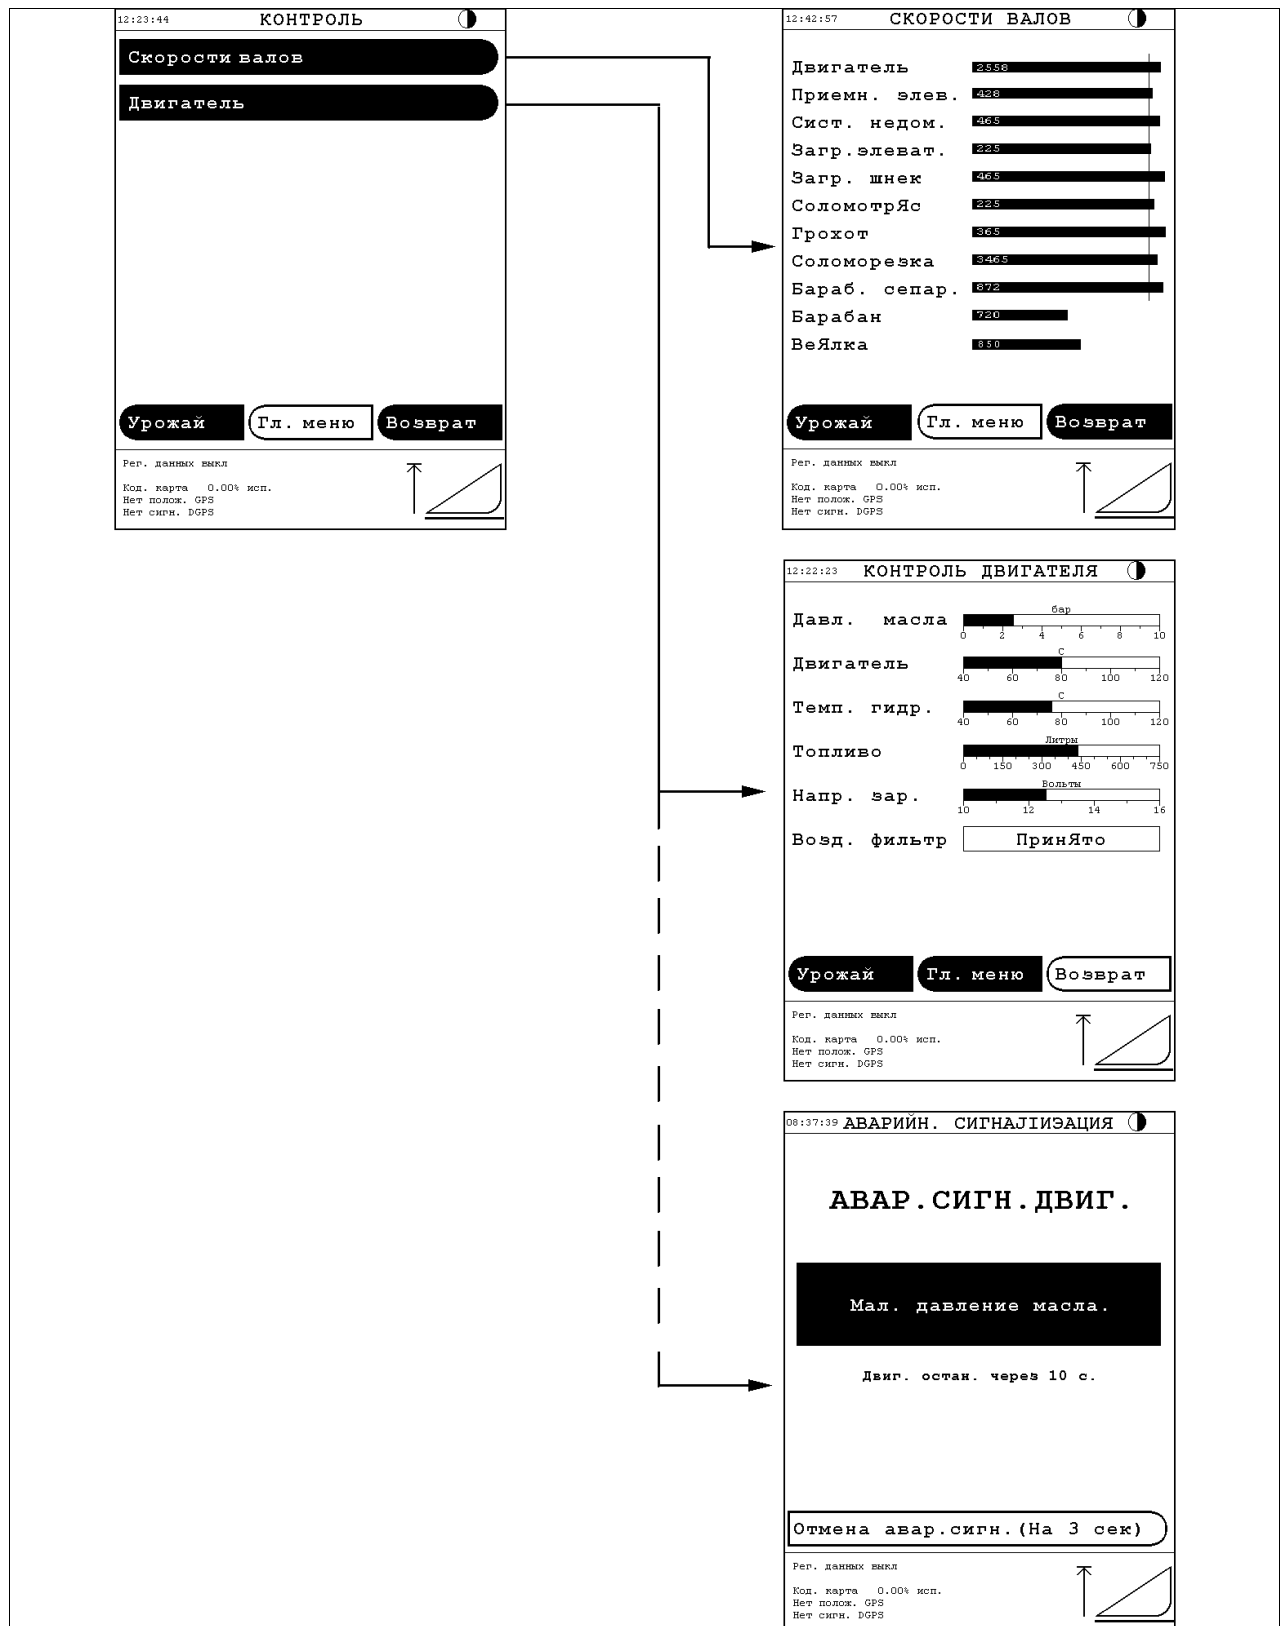 12:23:44 КОНТРОЛЬ
Скорости валов
Двигатель
Урожай Гл. меню Возврат
Рег. данных выкл
Код. карта 0.00% исп.
Нет полож. GPS
Нет сигн. DGPS
12:42:57 СКОРОСТИ ВАЛОВ
Двигатель 2558
Приемн. элев. 428
Сист. недом. 465
Загр.элеват. 225
Загр. шнек 465
СоломотрЯс 225
Грохот 365
Соломорезка 3465
Бараб. сепар. 872
Барабан 720
ВеЯлка 850
Урожай Гл. меню Возврат
Рег. данных выкл
Код. карта 0.00% исп.
Нет полож. GPS
Нет сигн. DGPS
12:22:23 КОНТРОЛЬ ДВИГАТЕЛЯ
бар
Давл. масла
0 2 4 6 8 10
C
Двигатель
40 60 80 100 120
C
Темп. гидр.
40 60 80 100 120
Литры
Топливо
0 150 300 450 600 750
Вольты
Напр. зар.
10 12 14 16
Возд. фильтр ПринЯто
Урожай Гл. меню Возврат
Рег. данных выкл
Код. карта 0.00% исп.
Нет полож. GPS
Нет сигн. DGPS
08:37:39 АВАРИЙН. СИГНАЛИЭАЦИЯ
АВАР.СИГН.ДВИГ.
Мал. давление масла.
Двиг. остан. через 10 с.
Отмена авар.сигн.(На 3 сек)
Рег. данных выкл
Код. карта 0.00% исп.
Нет полож. GPS
Нет сигн. DGPS